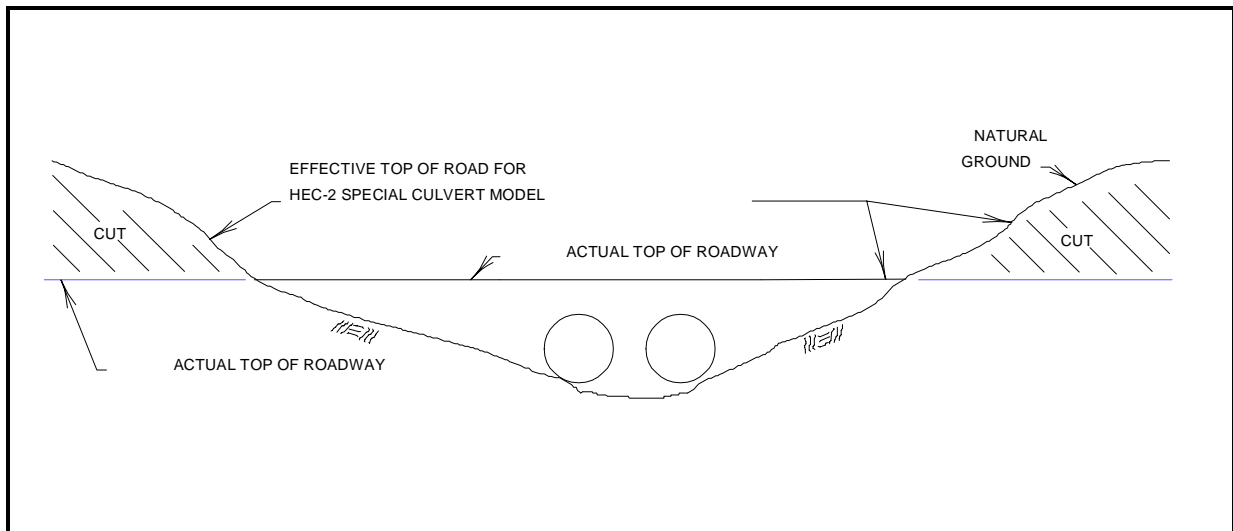 NATURAL
GROUND
EFFECTIVE TOP OF ROAD FOR
HEC-2 SPECIAL CULVERT MODEL
CUT
ACTUAL TOP OF ROADWAY
CUT
ACTUAL TOP OF ROADWAY